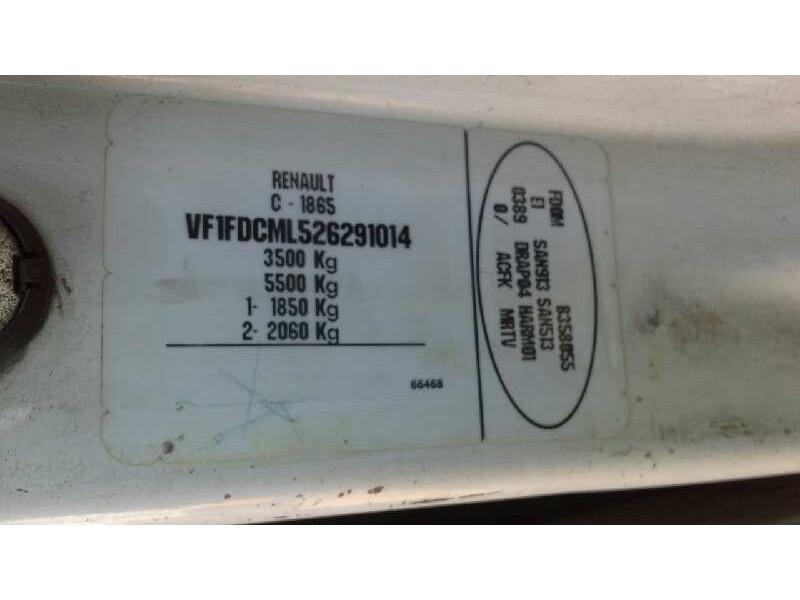 RENAULT
C - 1865
VF1FDCML526291014
3500 Kg
5500 Kg
1- 1850 Kg
2- 2060 Kg
66468
B358055
FD0M SAN913 SAN513
E1 DRAP04 HARM01
0389 ACFK MRTV
0/